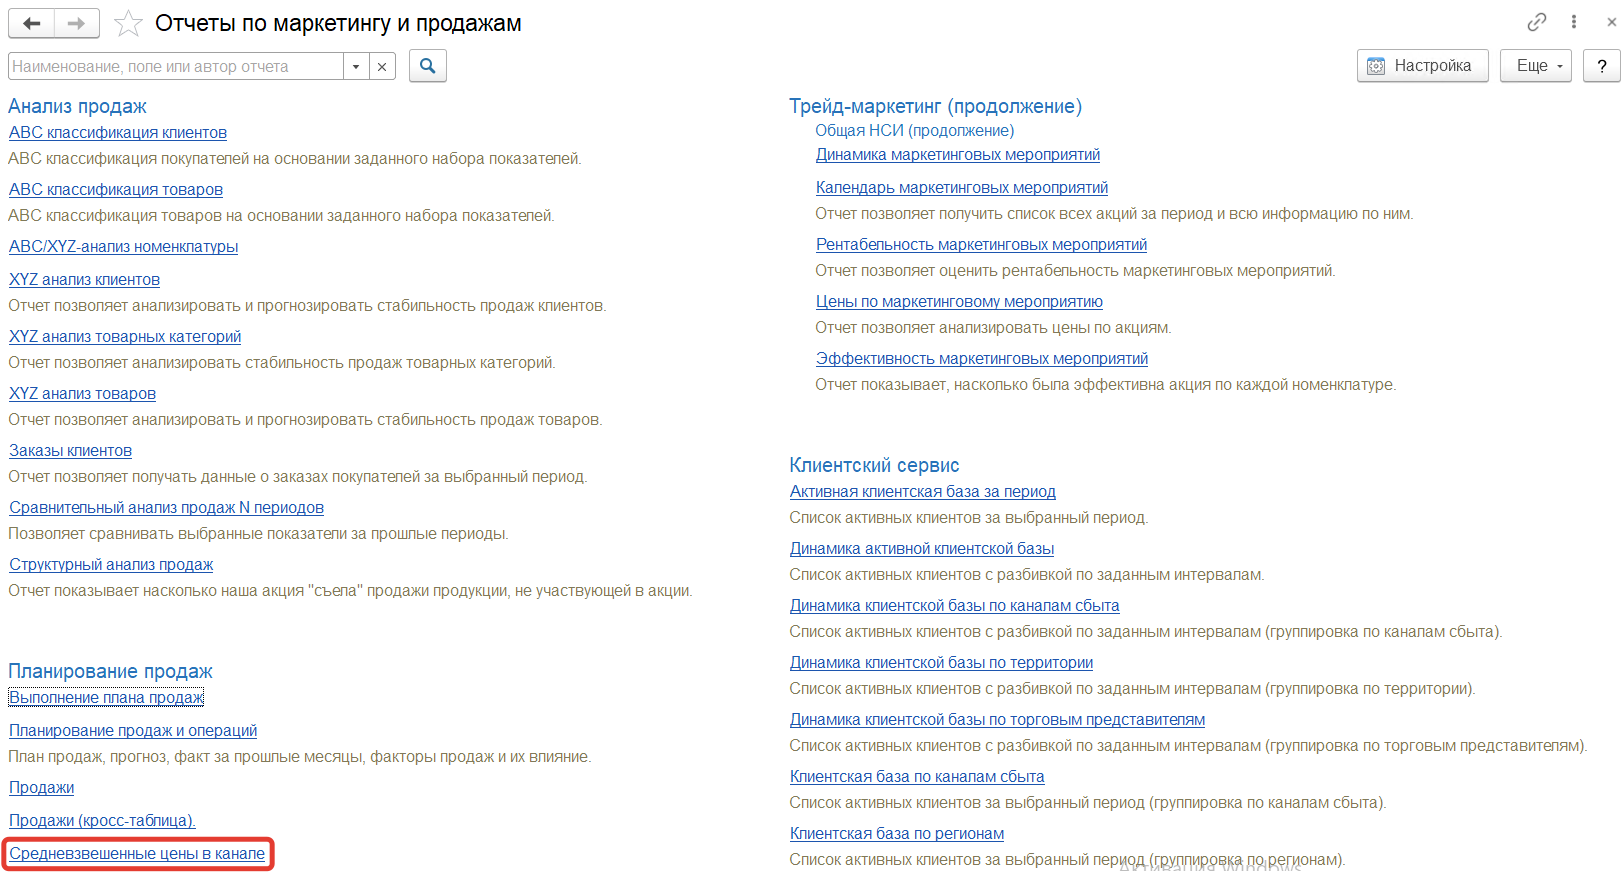 Отчеты по маркетингу и продажам
Наименование, поле или автор отчета
Настройка
Еще
?
Анализ продаж
ABC классификация клиентов
ABC классификация покупателей на основании заданного набора показателей.
ABC классификация товаров
ABC классификация товаров на основании заданного набора показателей.
ABC/XYZ-анализ номенклатуры
XYZ анализ клиентов
Отчет позволяет анализировать и прогнозировать стабильность продаж клиентов.
XYZ анализ товарных категорий
Отчет позволяет анализировать стабильность продаж товарных категорий.
XYZ анализ товаров
Отчет позволяет анализировать и прогнозировать стабильность продаж товаров.
Заказы клиентов
Отчет позволяет получать данные о заказах покупателей за выбранный период.
Сравнительный анализ продаж N периодов
Позволяет сравнивать выбранные показатели за прошлые периоды.
Структурный анализ продаж
Отчет показывает насколько наша акция "съела" продажи продукции, не участвующей в акции.
Планирование продаж
Выполнение плана продаж
Планирование продаж и операций
План продаж, прогноз, факт за прошлые месяцы, факторы продаж и их влияние.
Продажи
Продажи (кросс-таблица).
Средневзвешенные цены в канале
Трейд-маркетинг (продолжение)
Общая НСИ (продолжение)
Динамика маркетинговых мероприятий
Календарь маркетинговых мероприятий
Отчет позволяет получить список всех акций за период и всю информацию по ним.
Рентабельность маркетинговых мероприятий
Отчет позволяет оценить рентабельность маркетинговых мероприятий.
Цены по маркетинговому мероприятию
Отчет позволяет анализировать цены по акциям.
Эффективность маркетинговых мероприятий
Отчет показывает, насколько была эффективна акция по каждой номенклатуре.
Клиентский сервис
Активная клиентская база за период
Список активных клиентов за выбранный период.
Динамика активной клиентской базы
Список активных клиентов с разбивкой по заданным интервалам.
Динамика клиентской базы по каналам сбыта
Список активных клиентов с разбивкой по заданным интервалам (группировка по каналам сбыта).
Динамика клиентской базы по территории
Список активных клиентов с разбивкой по заданным интервалам (группировка по территории).
Динамика клиентской базы по торговым представителям
Список активных клиентов с разбивкой по заданным интервалам (группировка по торговым представителям).
Клиентская база по каналам сбыта
Список активных клиентов за выбранный период (группировка по каналам сбыта).
Клиентская база по регионам
Список активных клиентов за выбранный период (группировка по регионам).
Активация Windows